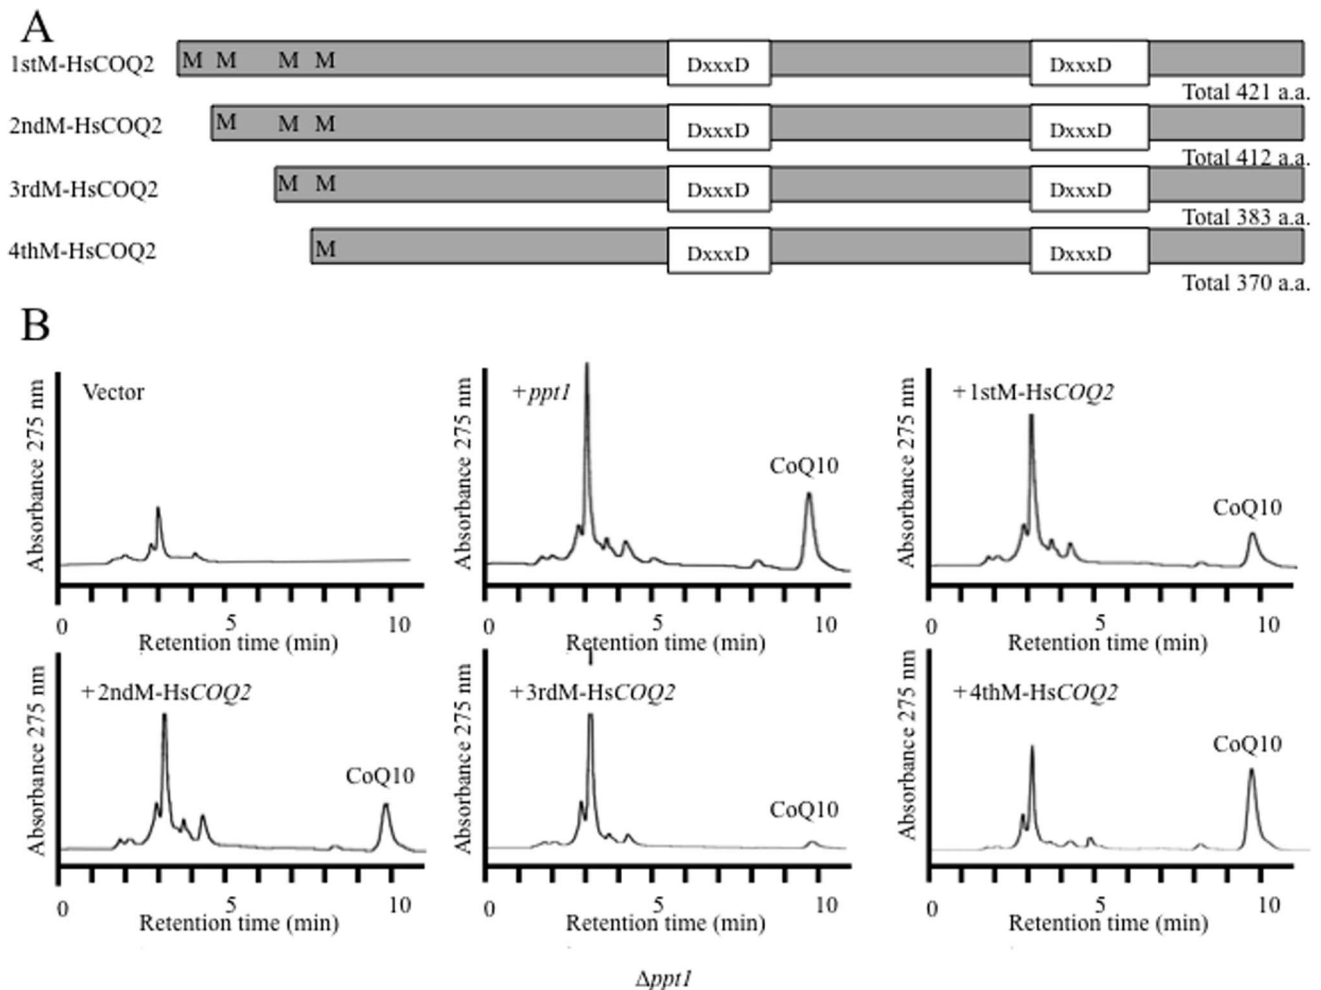 A
1stM-HsCOQ2 M M M M DxxxD DxxxD
Total 421 a.a.
2ndM-HsCOQ2 M M M DxxxD DxxxD
Total 412 a.a.
3rdM-HsCOQ2 M M DxxxD DxxxD
Total 383 a.a.
4thM-HsCOQ2 M DxxxD DxxxD
Total 370 a.a.
B
Absorbance 275 nm
Vector
0 5 10
Retention time (min)
Absorbance 275 nm
+ppt1
CoQ10
0 5 10
Retention time (min)
Absorbance 275 nm
+1stM-HsCOQ2
CoQ10
0 5 10
Retention time (min)
Absorbance 275 nm
+2ndM-HsCOQ2
CoQ10
0 5 10
Retention time (min)
Absorbance 275 nm
+3rdM-HsCOQ2
CoQ10
0 5 10
Retention time (min)
Absorbance 275 nm
+4thM-HsCOQ2
CoQ10
0 5 10
Retention time (min)
Δppt1